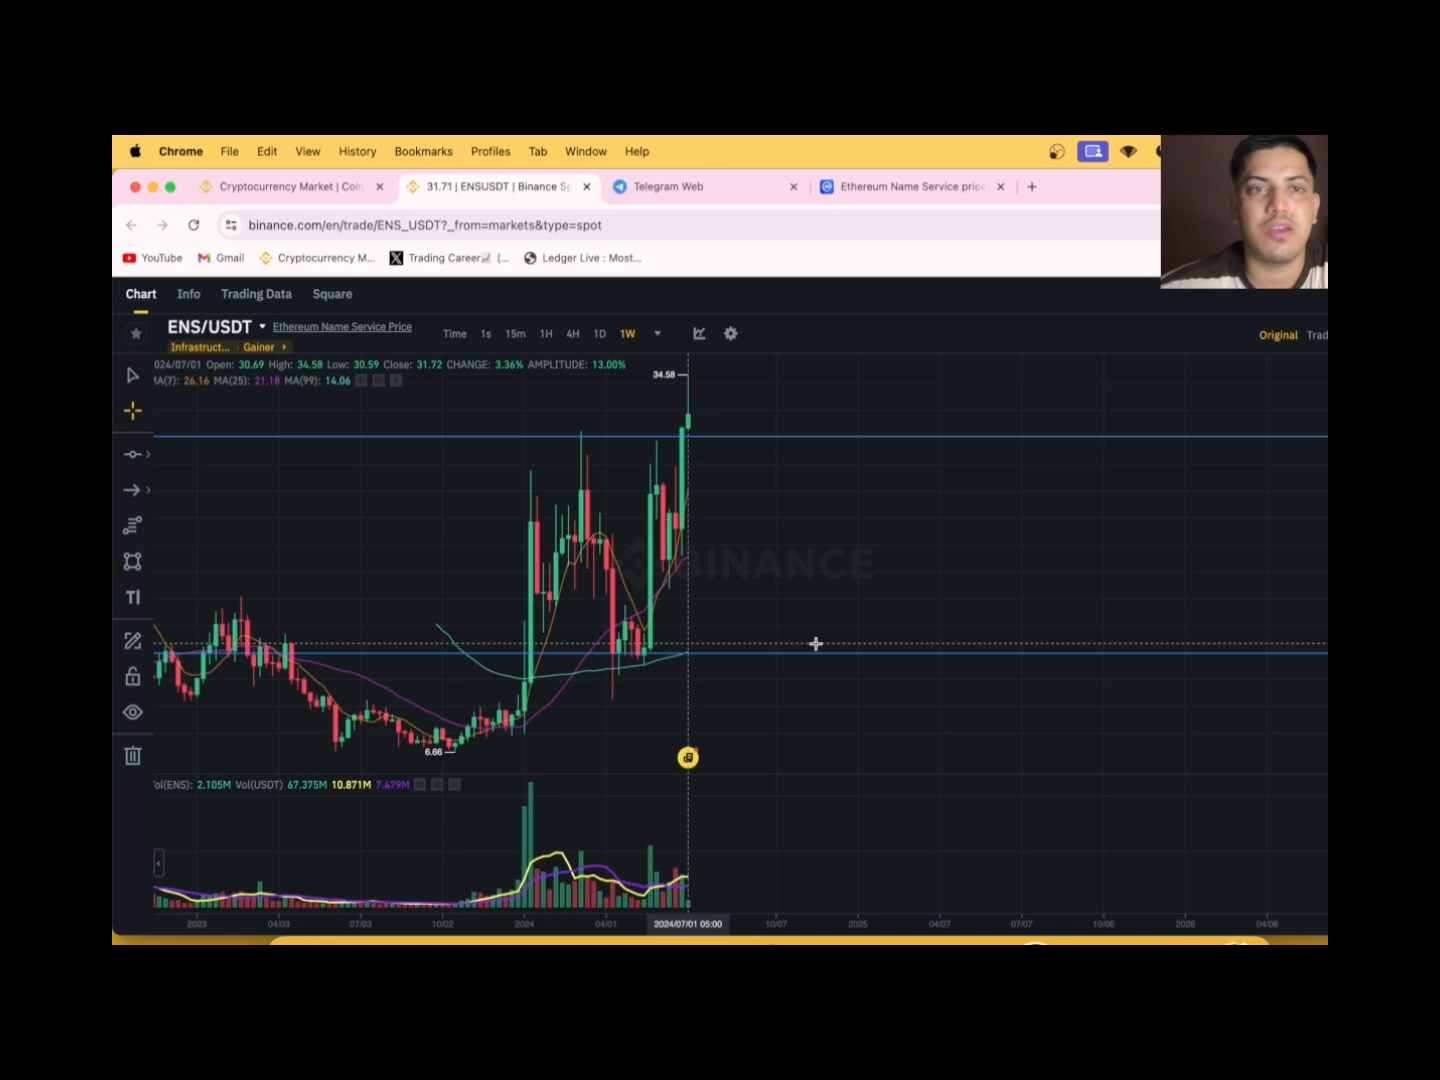 Chrome File Edit View History Bookmarks Profiles Tab Window Help
Cryptocurrency Market | Coin 31.71 | ENSUSDT | Binance Sp Telegram Web Ethereum Name Service price
binance.com/en/trade/ENS_USDT?_from=markets&type=spot
YouTube Gmail Cryptocurrency M... Trading Career (... Ledger Live : Most...
Chart Info Trading Data Square
ENS/USDT Ethereum Name Service Price Time 1s 15m 1H 4H 1D 1W Original Trad
Infrastruct... Gainer
024/07/01 Open: 30.69 High: 34.58 Low: 30.59 Close: 31.72 CHANGE: 3.36% AMPLITUDE: 13.00%
MA(7): 26.16 MA(25): 21.18 MA(99): 14.06
34.58
BINANCE
6.66
ol(ENS): 2.105M Vol(USDT) 67.375M 10.871M 7.479M
2023 04/03 07/03 10/02 2024 04/01 2024/07/01 05:00 10/07 2025 04/07 07/07 10/06 2026 04/06